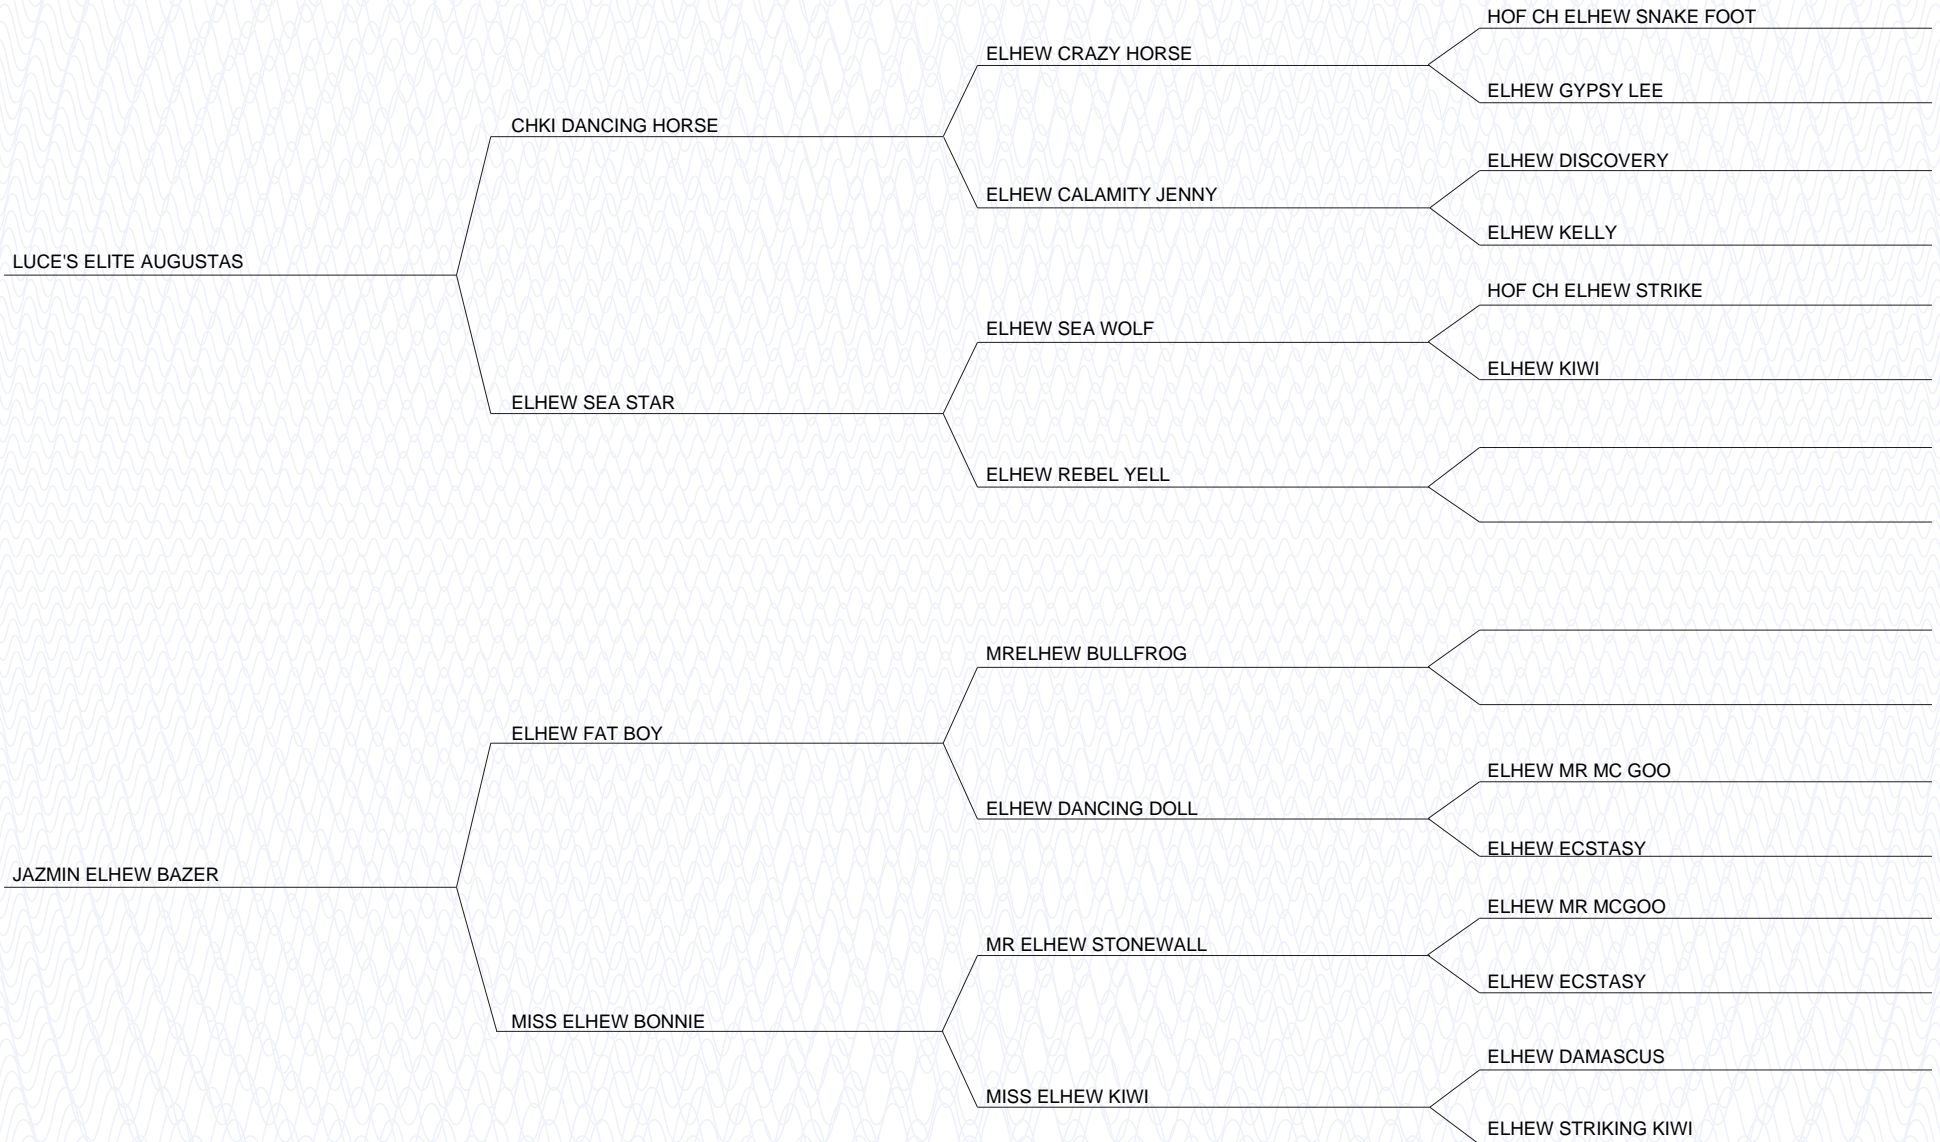 HOF CH ELHEW SNAKE FOOT
ELHEW CRAZY HORSE
ELHEW GYPSY LEE
CHKI DANCING HORSE
ELHEW DISCOVERY
ELHEW CALAMITY JENNY
ELHEW KELLY
LUCE'S ELITE AUGUSTAS
HOF CH ELHEW STRIKE
ELHEW SEA WOLF
ELHEW KIWI
ELHEW SEA STAR
ELHEW REBEL YELL
MRELHEW BULLFROG
ELHEW FAT BOY
ELHEW MR MC GOO
ELHEW DANCING DOLL
ELHEW ECSTASY
JAZMIN ELHEW BAZER
ELHEW MR MCGOO
MR ELHEW STONEWALL
ELHEW ECSTASY
MISS ELHEW BONNIE
ELHEW DAMASCUS
MISS ELHEW KIWI
ELHEW STRIKING KIWI